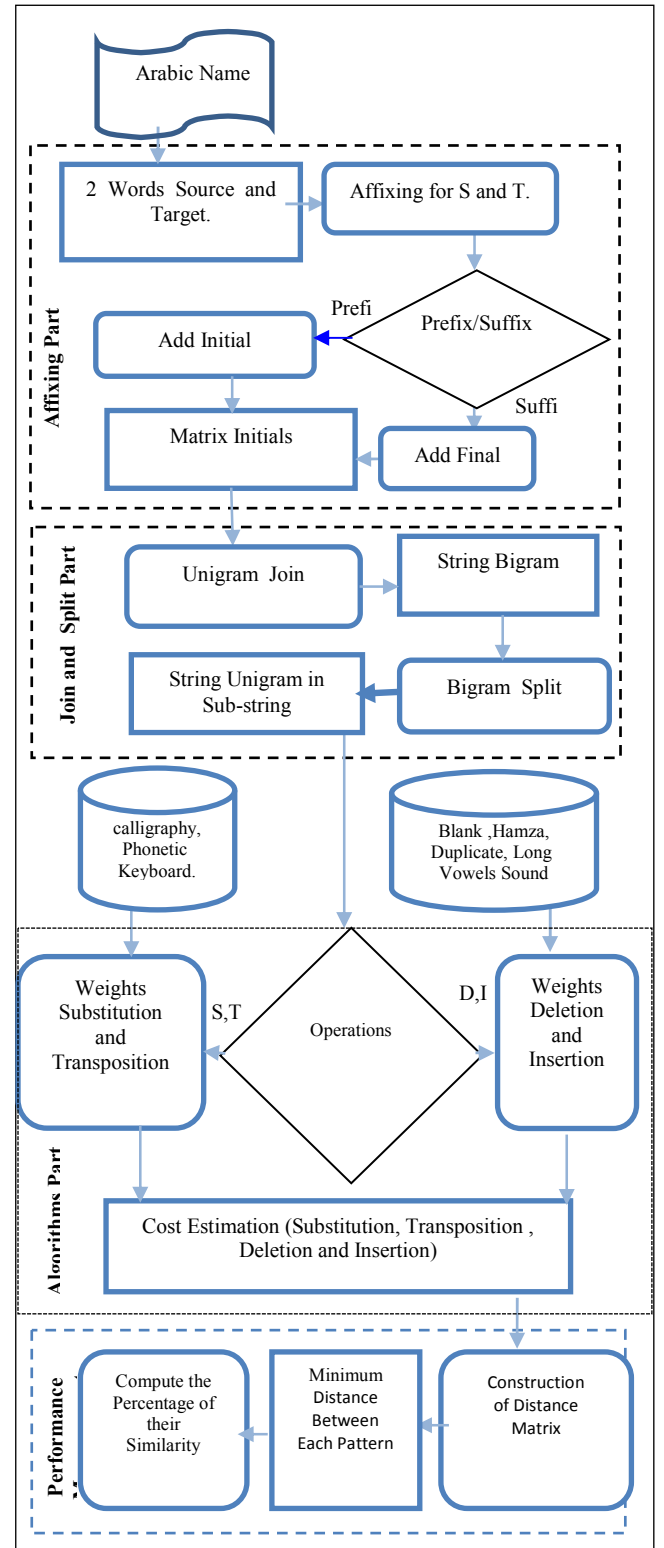 Arabic Name
2 Words Source and
Target.
Affixing for S and T.
Prefix/Suffix
Prefi
Add Initial
Suffi
Add Final
Matrix Initials
Affixing Part
Unigram Join
String Bigram
Bigram Split
String Unigram in
Sub-string
Join and Split Part
calligraphy,
Phonetic
Keyboard.
Blank ,Hamza,
Duplicate, Long
Vowels Sound
Weights
Substitution
and
Transposition
S,T
Operations
D,I
Weights
Deletion
and
Insertion
Cost Estimation (Substitution, Transposition ,
Deletion and Insertion)
Algorithms Part
Construction
of Distance
Matrix
Minimum
Distance
Between
Each Pattern
Compute the
Percentage of
their
Similarity
Performance